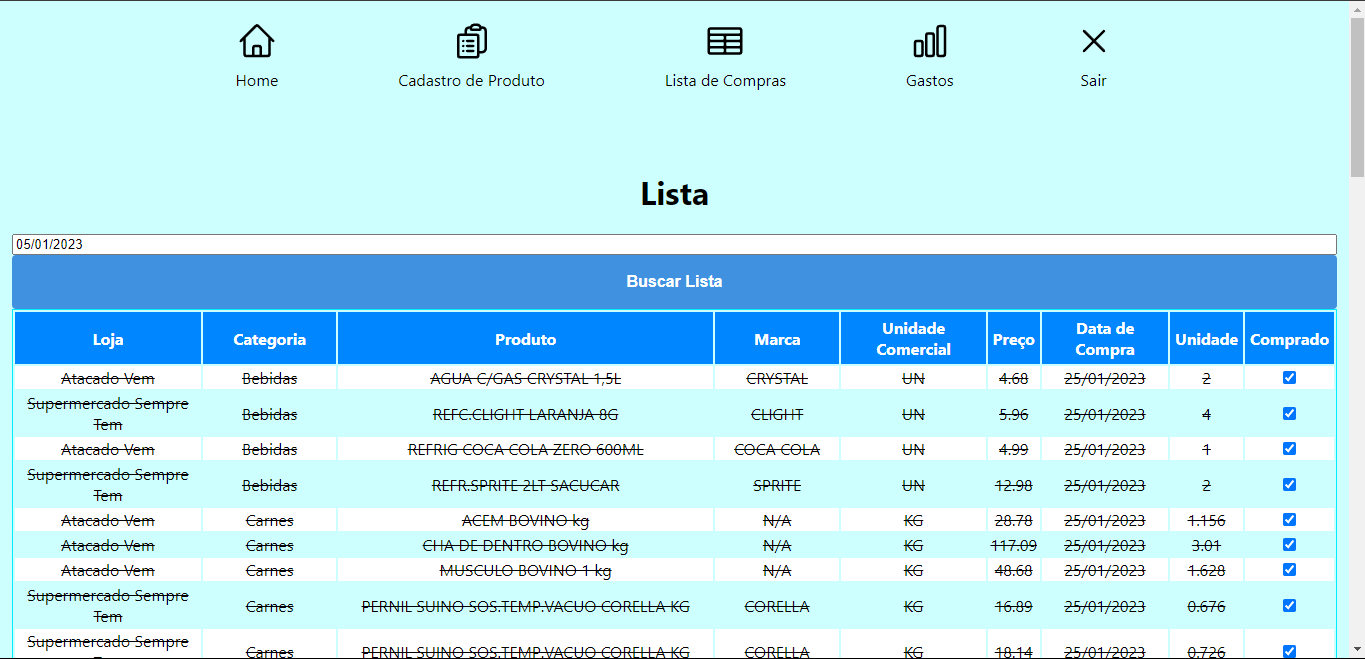 Home Cadastro de Produto Lista de Compras Gastos Sair
Lista
05/01/2023
Buscar Lista
Loja Categoria Produto Marca Unidade Comercial Preço Data de Compra Unidade Comprado
Atacado Vem Bebidas AGUA C/GAS CRYSTAL 1,5L CRYSTAL UN 4.68 25/01/2023 2
Supermercado Sempre Tem Bebidas REFC.CLIGHT LARANJA 8G CLIGHT UN 5.96 25/01/2023 4
Atacado Vem Bebidas REFRIG COCA COLA ZERO 600ML COCA COLA UN 4.99 25/01/2023 1
Supermercado Sempre Tem Bebidas REFR.SPRITE 2LT SACUCAR SPRITE UN 12.98 25/01/2023 2
Atacado Vem Carnes ACEM BOVINO kg N/A KG 28.78 25/01/2023 1.156
Atacado Vem Carnes CHA DE DENTRO BOVINO kg N/A KG 117.09 25/01/2023 3.01
Atacado Vem Carnes MUSCULO BOVINO 1 kg N/A KG 48.68 25/01/2023 1.628
Supermercado Sempre Tem Carnes PERNIL SUINO SOS.TEMP.VACUO CORELLA KG CORELLA KG 16.89 25/01/2023 0.676
Supermercado Sempre Carnes PERNIL SUINO SOS.TEMP.VACUO CORELLA KG CORELLA KG 18.14 25/01/2023 0.726